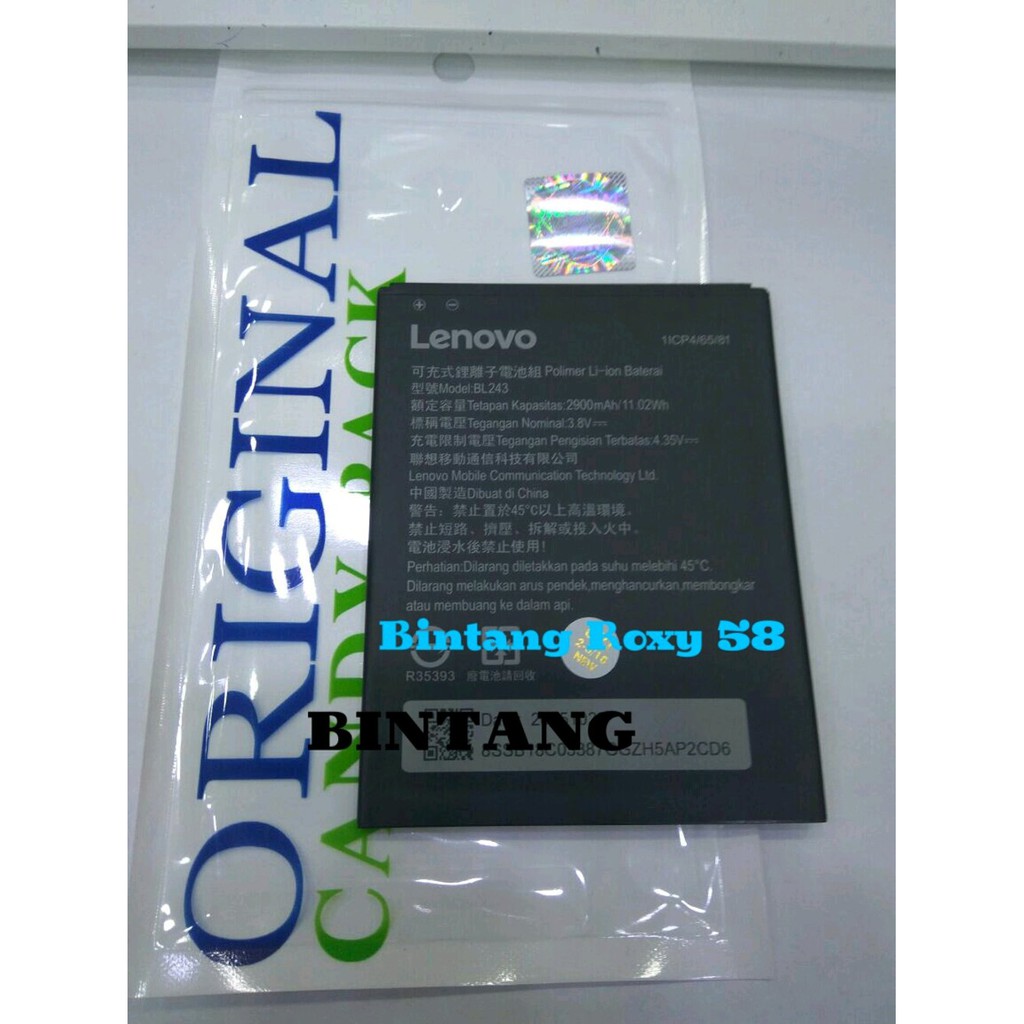 ORIGINAL
CANDY PACK
Lenovo
1ICP4/65/81
可充式鋰離子電池組 Polimer Li-ion Baterai
型號Model:BL243
額定容量Tetapan Kapasitas:2900mAh/11.02Wh
標稱電壓Tegangan Nominal:3.8V
充電限制電壓Tegangan Pengisian Terbatas:4.35V
聯想移動通信科技有限公司
Lenovo Mobile Communication Technology Ltd.
中國製造Dibuat di China
警告：禁止置於45°C以上高溫環境。
禁止短路、擠壓、拆解或投入火中。
電池浸水後禁止使用！
Perhatian:Dilarang diletakkan pada suhu melebihi 45°C.
Dilarang melakukan arus pendek,menghancurkan,membongkar
atau membuang ke dalam api.
Bintang Roxy 58
NEW
R35393 廢電池請回收
BINTANG